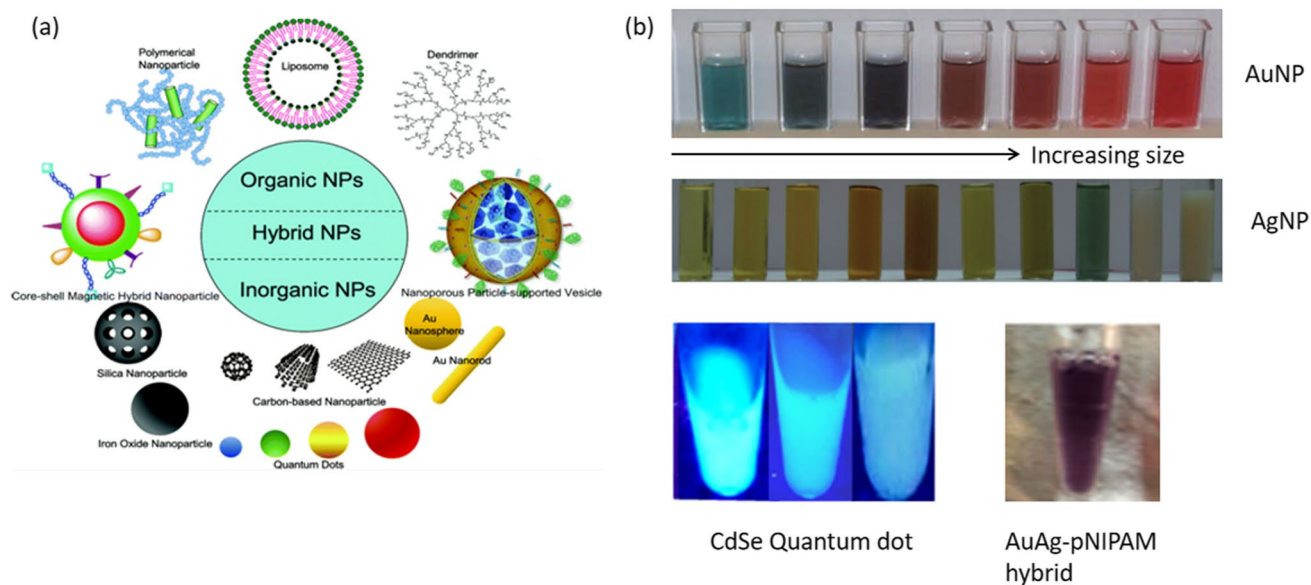 (a)
Polymerical
Nanoparticle
Liposome
Dendrimer
Organic NPs
Hybrid NPs
Inorganic NPs
Core-shell Magnetic Hybrid Nanoparticle
Nanoporous Particle-supported Vesicle
Silica Nanoparticle
Au
Nanosphere
Au Nanorod
Carbon-based Nanoparticle
Iron Oxide Nanoparticle
Quantum Dots
(b)
AuNP
Increasing size
AgNP
CdSe Quantum dot
AuAg-pNIPAM
hybrid